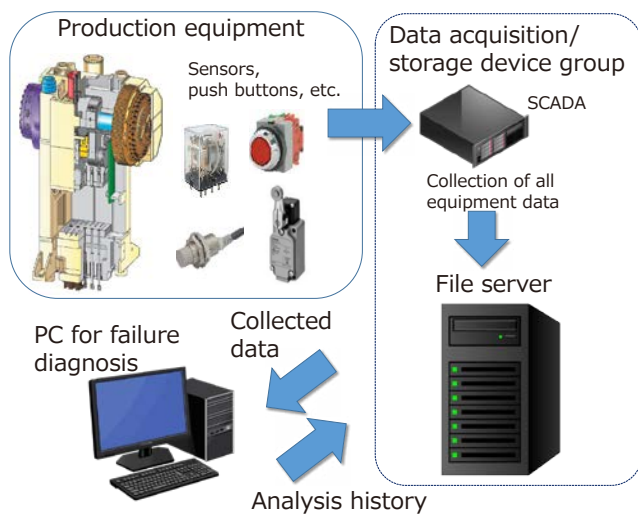 Production equipment
Sensors,
push buttons, etc.
Data acquisition/
storage device group
SCADA
Collection of all
equipment data
File server
PC for failure
diagnosis
Collected
data
Analysis history